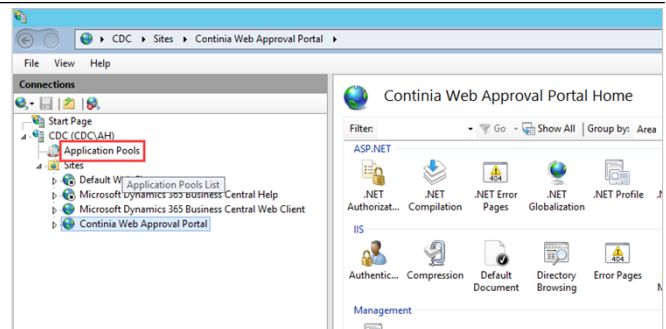 CDC Sites Continia Web Approval Portal
File View Help
Connections
Start Page
CDC (CDC\AH)
Application Pools
Sites
Application Pools List
Microsoft Dynamics 365 Business Central Help
Microsoft Dynamics 365 Business Central Web Client
Continia Web Approval Portal
Continia Web Approval Portal Home
Filter: Go Show All Group by: Area
ASP.NET
.NET Authorizat...
.NET Compilation
.NET Error Pages
.NET Globalization
.NET Profile
IIS
Authentic...
Compression
Default Document
Directory Browsing
Error Pages
Management